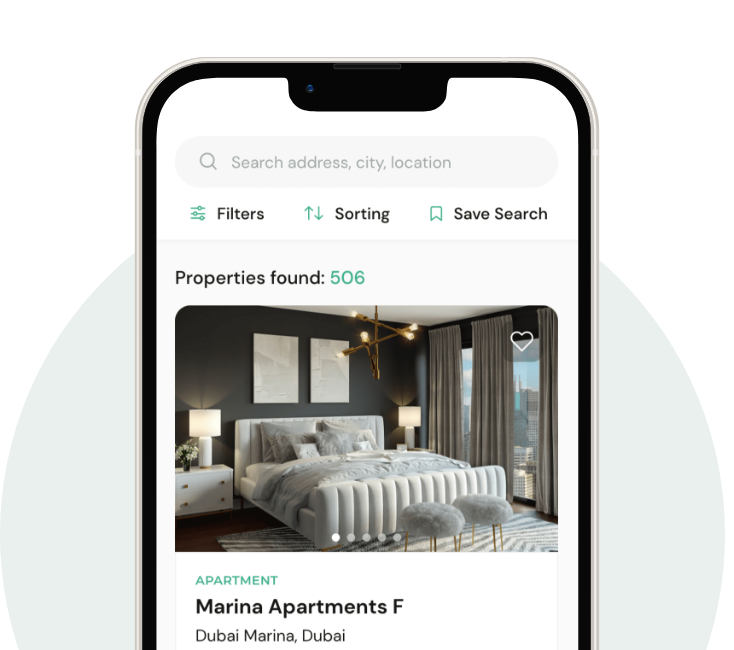 Search address, city, location
Filters Sorting Save Search
Properties found: 506
APARTMENT
Marina Apartments F
Dubai Marina, Dubai